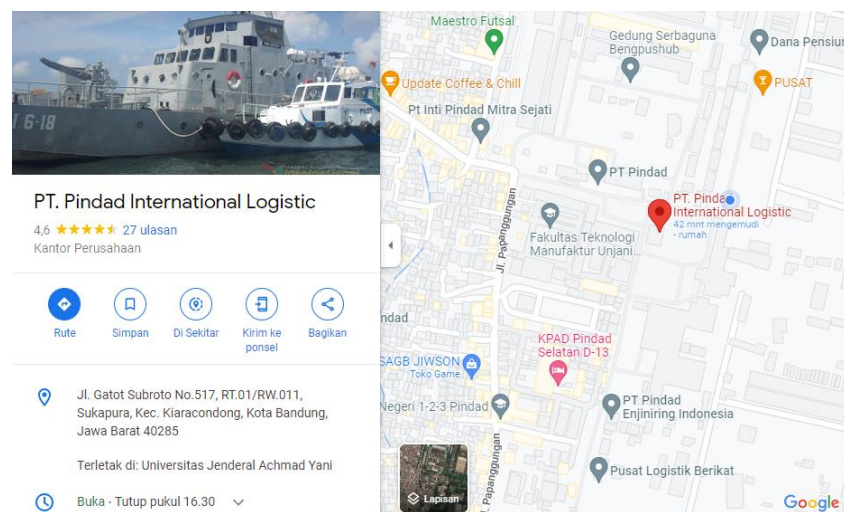 6-18
PT. Pindad International Logistic
4,6
27 ulasan
Kantor Perusahaan
Rute
Simpan
Di Sekitar
Kirim ke
ponsel
Bagikan
Jl. Gatot Subroto No.517, RT.01/RW.011,
Sukapura, Kec. Kiaracondong, Kota Bandung,
Jawa Barat 40285
Terletak di: Universitas Jenderal Achmad Yani
Buka · Tutup pukul 16.30
Maestro Futsal
Gedung Serbaguna
Bengpushub
Dana Pensiun
Update Coffee & Chill
PUSAT
Pt Inti Pindad Mitra Sejati
PT Pindad
PT. Pindad
International Logistic
42 mnt mengemudi
- rumah
Fakultas Teknologi
Manufaktur Unjani...
Jl. Papanggungan
ndad
KPAD Pindad
Selatan D-13
SAGB JIWSON
Toko Game
Negeri 1-2-3 Pindad
PT Pindad
Enjiniring Indonesia
Papanggungan
Pusat Logistik Berikat
Lapisan
Google